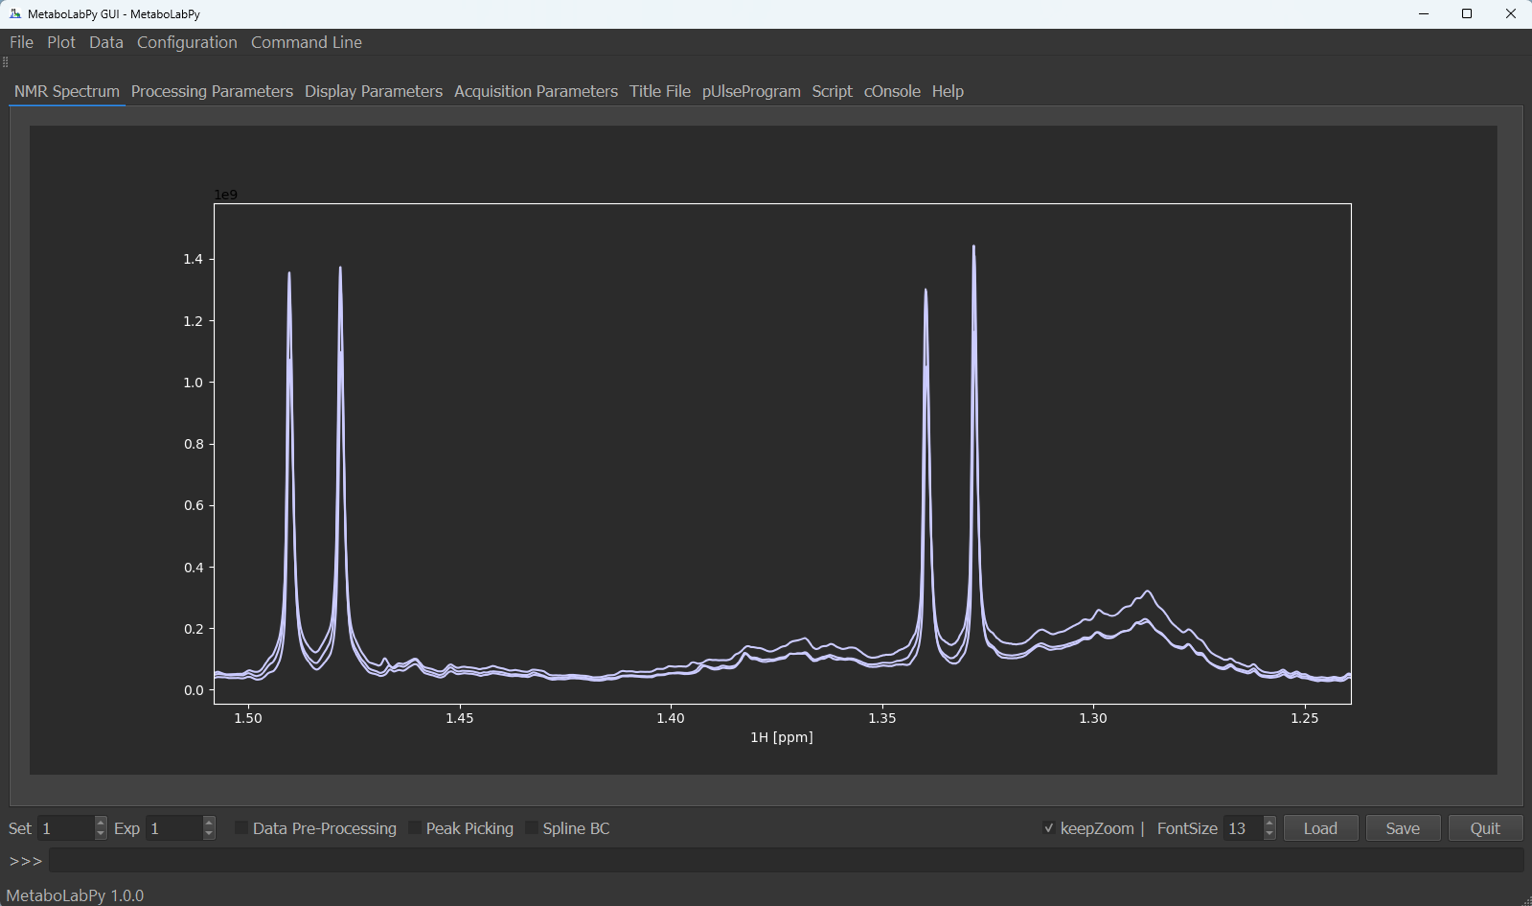 MetaboLabPy GUI - MetaboLabPy
File Plot Data Configuration Command Line
NMR Spectrum Processing Parameters Display Parameters Acquisition Parameters Title File pUlseProgram Script cOnsole Help
1e9
1.4
1.2
1.0
0.8
0.6
0.4
0.2
0.0
1.50 1.45 1.40 1.35 1.30 1.25
1H [ppm]
Set 1 Exp 1 Data Pre-Processing Peak Picking Spline BC keepZoom | FontSize 13 Load Save Quit
>>>
MetaboLabPy 1.0.0